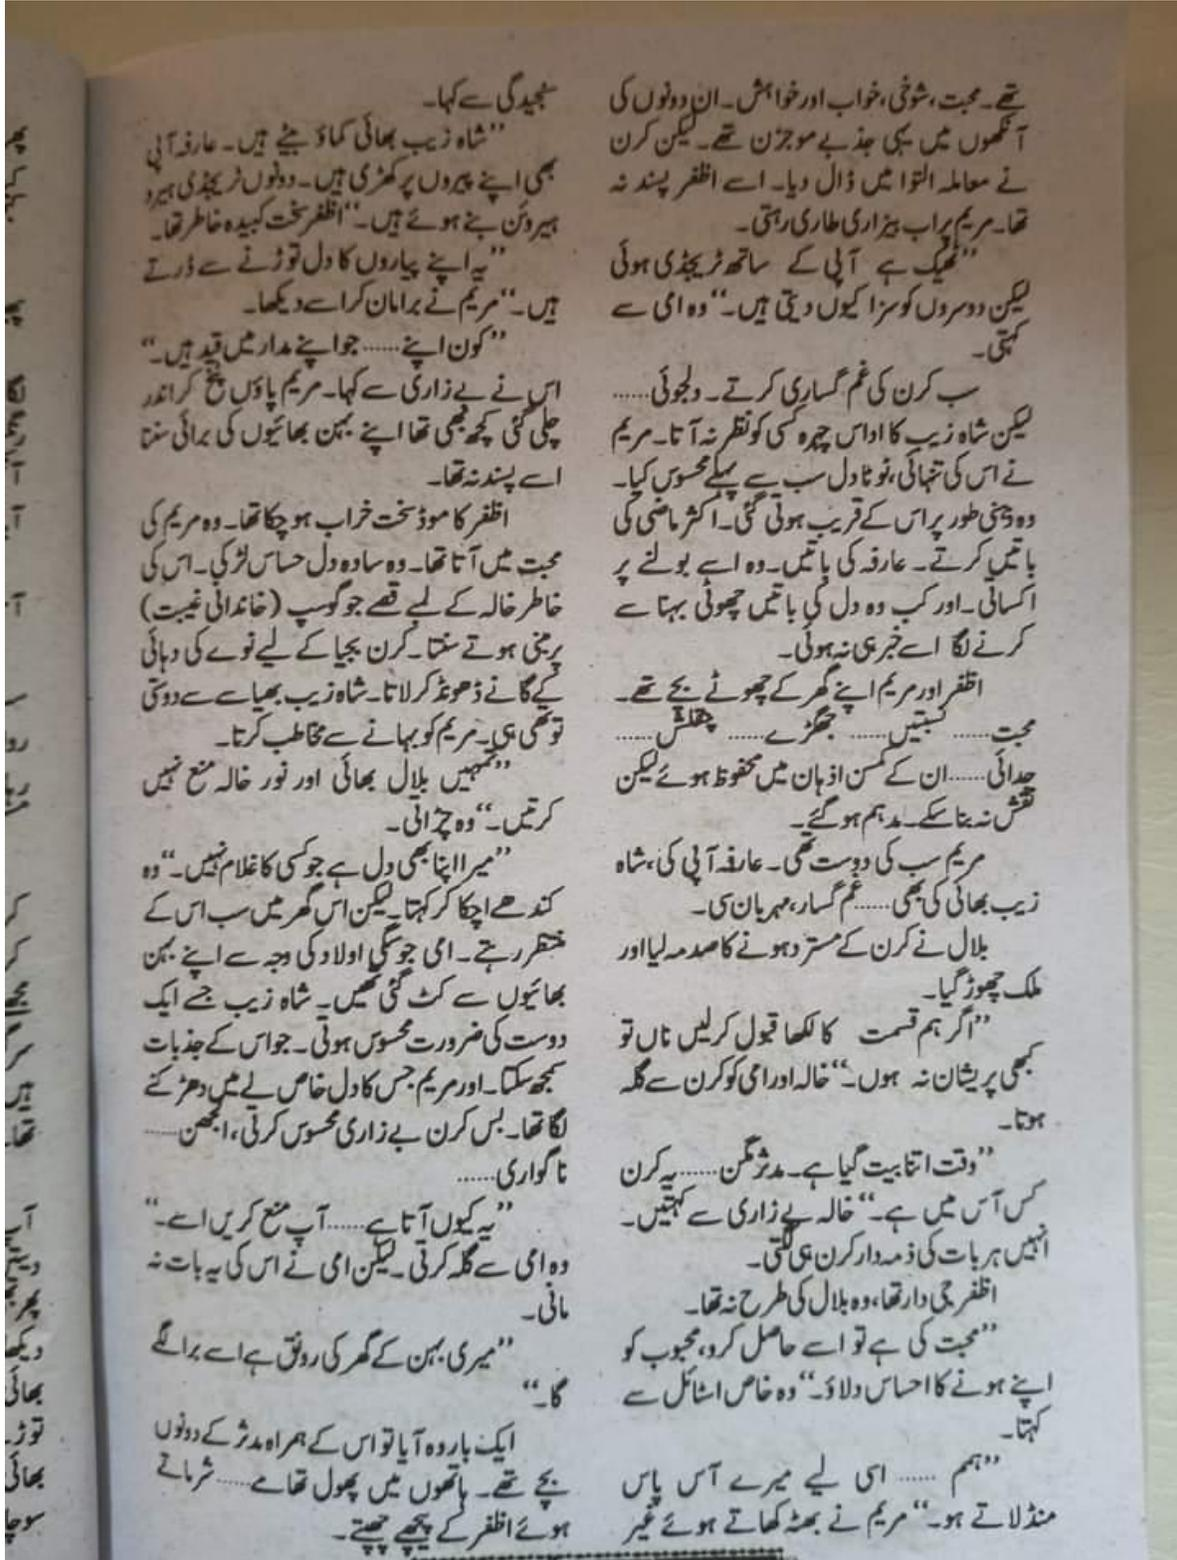 تھے۔ محبت، شوخی، خواب اور خواہش۔ ان دونوں کی
آنکھوں میں یہی جذبے موجزن تھے۔ لیکن کرن
نے معاملہ التوا میں ڈال دیا۔ اسے اظفر پسند نہ
تھا۔ مریم پر اب بیزاری طاری رہتی۔
”ٹھیک ہے آپی کے ساتھ ٹریجڈی ہوئی
لیکن دوسروں کو سزا کیوں دیتی ہیں۔“ وہ امی سے
کہتی۔
سب کرن کی غم گساری کرتے۔ دلجوئی......
لیکن شاہ زیب کا اداس چہرہ کسی کو نظر نہ آتا۔ مریم
نے اس کی تنہائی، ٹوٹا دل سب سے پہلے محسوس کیا۔
وہ ذہنی طور پر اس کے قریب ہوتی گئی۔ اکثر ماضی کی
باتیں کرتے۔ عارفہ کی باتیں۔ وہ اسے بولنے پر
اکساتی۔ اور کب وہ دل کی باتیں چھوٹی بہنا سے
کرنے لگا اسے خبر ہی نہ ہوئی۔
اظفر اور مریم اپنے گھر کے چھوٹے بچے تھے۔
محبت...... نسبتیں...... جھگڑے...... چپقلش......
جدائی...... ان کے کمسن اذہان میں محفوظ ہوئے لیکن
نقش نہ بنا سکے۔ مدہم ہو گئے۔
مریم سب کی دوست تھی۔ عارفہ آپی کی، شاہ
زیب بھائی کی بھی...... غم گسار، مہربان سی۔
بلال نے کرن کے مسترد ہونے کا صدمہ لیا اور
ملک چھوڑ گیا۔
”اگر ہم قسمت کا لکھا قبول کر لیں ناں تو
کبھی پریشان نہ ہوں۔“ خالہ اور امی کو کرن سے گلہ
ہوتا۔
”وقت اتنا بیت گیا ہے۔ مدثر مگن...... یہ کرن
کس آس میں ہے۔“ خالہ بے زاری سے کہتیں۔
انہیں ہر بات کی ذمہ دار کرن ہی لگتی۔
اظفر جی دار تھا، وہ بلال کی طرح نہ تھا۔
”محبت کی ہے تو اسے حاصل کرو، محبوب کو
اپنے ہونے کا احساس دلاؤ۔“ وہ خاص اسٹائل سے
کہتا۔
”ہمم ...... اسی لیے میرے آس پاس
منڈلاتے ہو۔“ مریم نے بھٹہ کھاتے ہوئے غیر
سنجیدگی سے کہا۔
”شاہ زیب بھائی کماؤ بیٹے ہیں۔ عارفہ آپی
بھی اپنے پیروں پر کھڑی ہیں۔ دونوں ٹریجڈی ہیرو
ہیروئن بنے ہوئے ہیں۔“ اظفر سخت کبیدہ خاطر تھا۔
”یہ اپنے پیاروں کا دل توڑنے سے ڈرتے
ہیں۔“ مریم نے برا مان کر اسے دیکھا۔
”کون اپنے...... جو اپنے مدار میں قید ہیں۔“
اس نے بے زاری سے کہا۔ مریم پاؤں پٹخ کر اندر
چلی گئی کچھ بھی تھا اپنے بہن بھائیوں کی برائی سننا
اسے پسند نہ تھا۔
اظفر کا موڈ سخت خراب ہو چکا تھا۔ وہ مریم کی
محبت میں آتا تھا۔ وہ سادہ دل حساس لڑکی۔ اس کی
خاطر خالہ کے لمبے قصے جو گوسپ (خاندانی غیبت)
پر مبنی ہوتے سنتا۔ کرن بجیا کے لیے نوے کی دہائی
کے گانے ڈھونڈ کر لاتا۔ شاہ زیب بھیا سے سے دوستی
تو تھی ہی۔ مریم کو بہانے سے مخاطب کرتا۔
”تمہیں بلال بھائی اور نور خالہ منع نہیں
کرتیں۔“ وہ چڑاتی۔
”میرا اپنا بھی دل ہے جو کسی کا غلام نہیں۔“ وہ
کندھے اچکا کر کہتا۔ لیکن اس گھر میں سب اس کے
منتظر رہتے۔ امی جو سگی اولاد کی وجہ سے اپنے بہن
بھائیوں سے کٹ گئی تھیں۔ شاہ زیب جسے ایک
دوست کی ضرورت محسوس ہوتی۔ جو اس کے جذبات
سمجھ سکتا۔ اور مریم جس کا دل خاص لے میں دھڑکنے
لگا تھا۔ بس کرن بے زاری محسوس کرتی، الجھن......
ناگواری......
”یہ کیوں آتا ہے...... آپ منع کریں اسے۔“
وہ امی سے گلہ کرتی۔ لیکن امی نے اس کی یہ بات نہ
مانی۔
”میری بہن کے گھر کی رونق ہے اسے برا لگے
گا۔“
ایک بار وہ آیا تو اس کے ہمراہ مدثر کے دونوں
بچے تھے۔ ہاتھوں میں پھول تھامے...... شرماتے
ہوئے اظفر کے پیچھے چھپتے۔